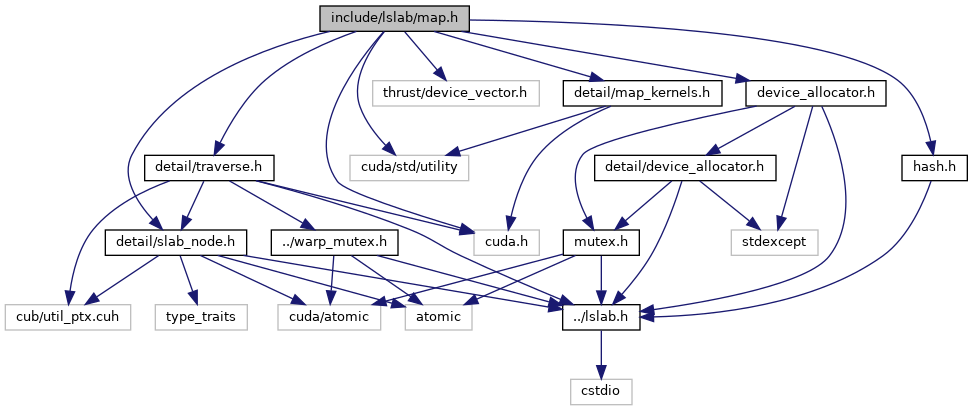 include/lslab/map.h
thrust/device_vector.h
detail/map_kernels.h
device_allocator.h
detail/traverse.h
cuda/std/utility
detail/device_allocator.h
hash.h
detail/slab_node.h
../warp_mutex.h
cuda.h
mutex.h
stdexcept
cub/util_ptx.cuh
type_traits
cuda/atomic
atomic
../lslab.h
cstdio